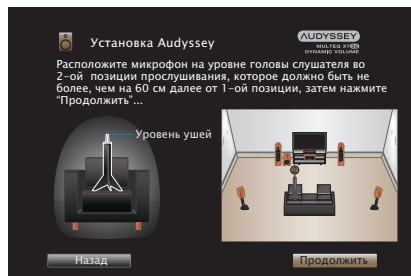 Установка Audyssey
AUDYSSEY
MULTEQ XT32
DYNAMIC VOLUME
Расположите микрофон на уровне головы слушателя во
2-ой позиции прослушивания, которое должно быть не
более, чем на 60 см далее от 1-ой позиции, затем нажмите
“Продолжить”...
Уровень ушей
Назад
Продолжить